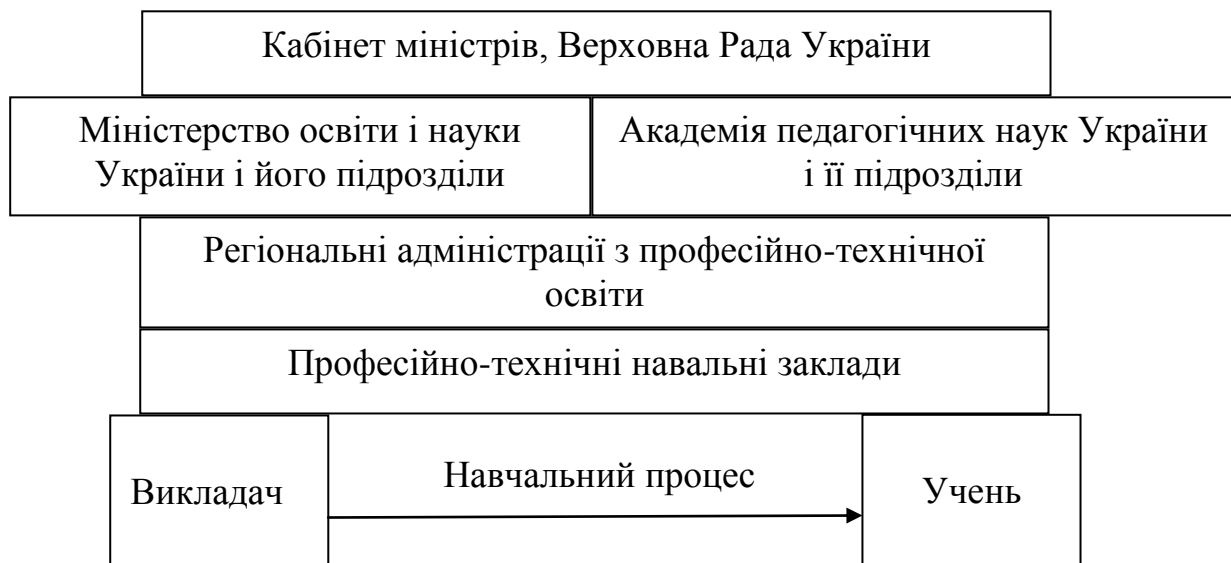 Кабінет міністрів, Верховна Рада України
Міністерство освіти і науки
України і його підрозділи
Академія педагогічних наук України
і її підрозділи
Регіональні адміністрації з професійно-технічної
освіти
Професійно-технічні навальні заклади
Викладач
Навчальний процес
Учень